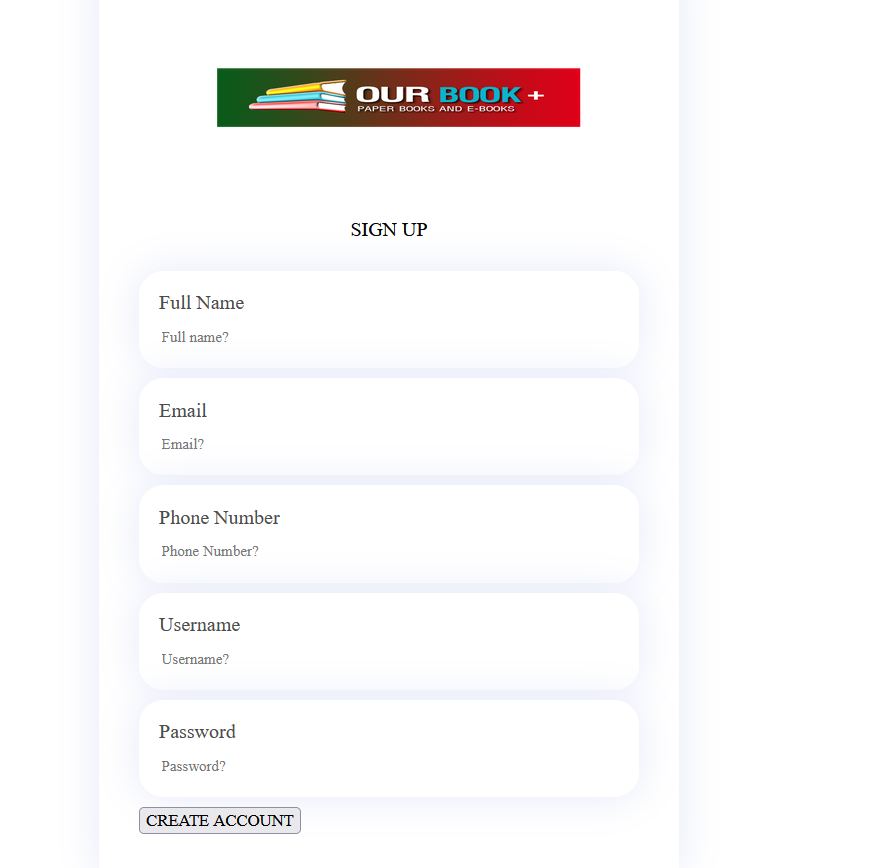 OUR BOOK +
PAPER BOOKS AND E-BOOKS
SIGN UP
Full Name
Full name?
Email
Email?
Phone Number
Phone Number?
Username
Username?
Password
Password?
CREATE ACCOUNT